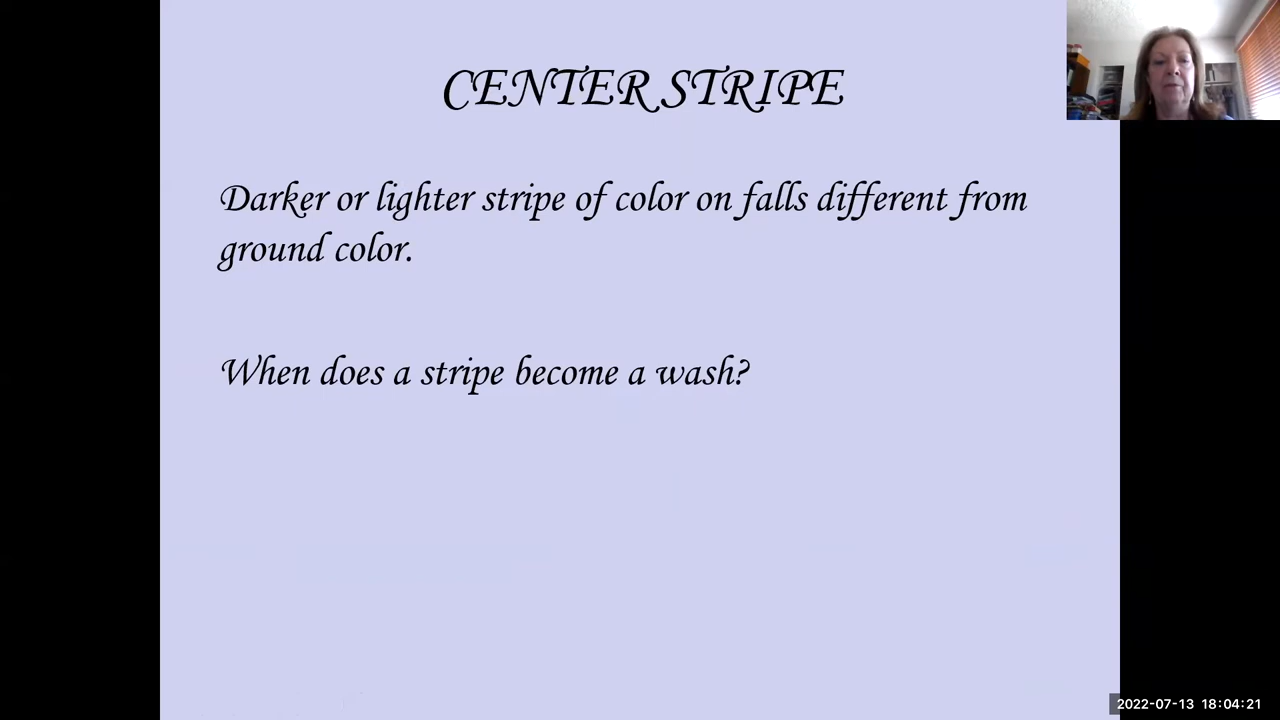 CENTER STRIPE
Darker or lighter stripe of color on falls different from
ground color.
When does a stripe become a wash?
2022-07-13 18:04:21